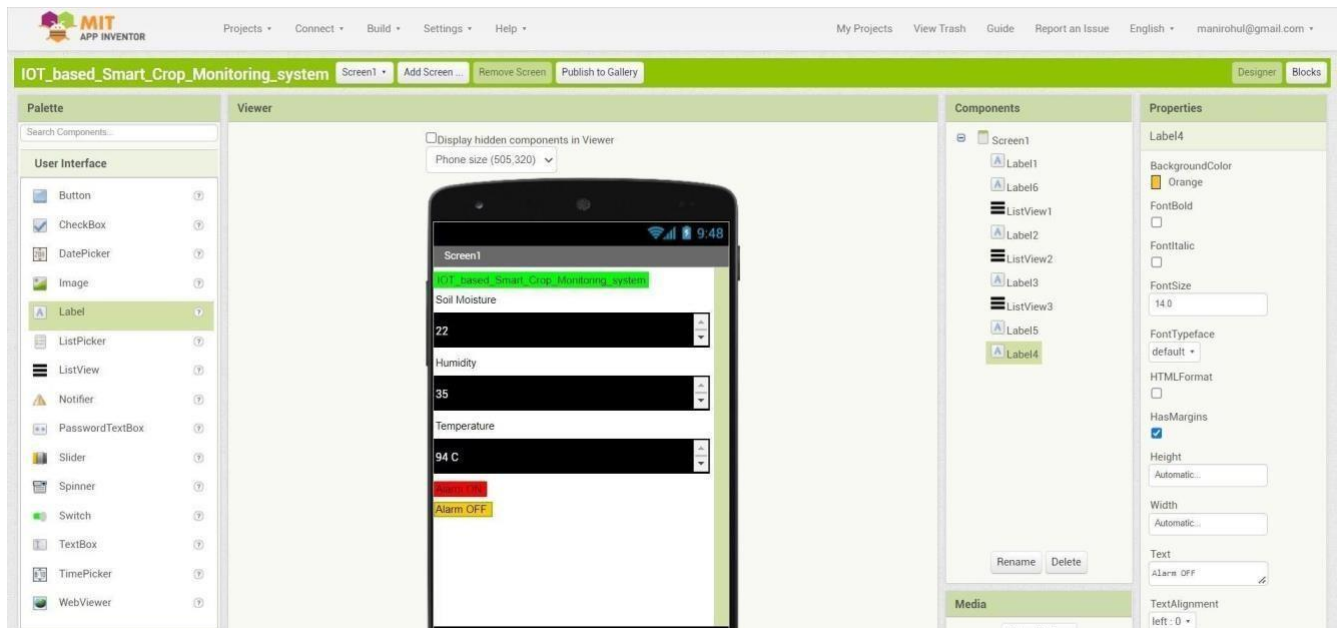 MIT
APP INVENTOR
Projects Connect Build Settings Help My Projects View Trash Guide Report an Issue English manirohul@gmail.com
IOT_based_Smart_Crop_Monitoring_system Screen1 Add Screen ... Remove Screen Publish to Gallery Designer Blocks
Palette
Search Components...
User Interface
Button
CheckBox
DatePicker
Image
Label
ListPicker
ListView
Notifier
PasswordTextBox
Slider
Spinner
Switch
TextBox
TimePicker
WebViewer
Viewer
Display hidden components in Viewer
Phone size (505,320)
9:48
Screen1
IOT_based_Smart_Crop_Monitoring_system
Soil Moisture
22
Humidity
35
Temperature
94 C
Alarm ON
Alarm OFF
Components
Screen1
Label1
Label6
ListView1
Label2
ListView2
Label3
ListView3
Label5
Label4
Rename Delete
Media
Properties
Label4
BackgroundColor
Orange
FontBold
FontItalic
FontSize
14.0
FontTypeface
default
HTMLFormat
HasMargins
Height
Automatic...
Width
Automatic...
Text
Alarm OFF
TextAlignment
left : 0